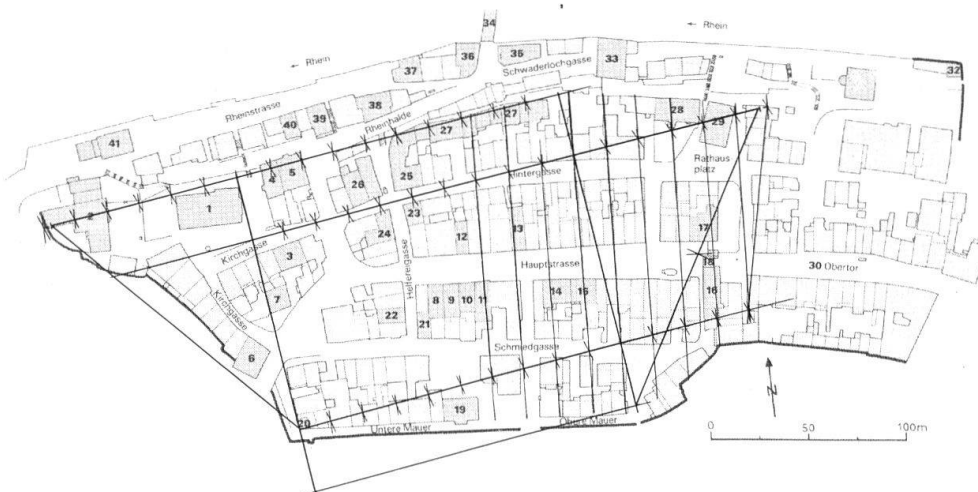 34
← Rhein
← Rhein
36
35
33
32
37
Schwaderlochgasse
Rheinstrasse
38
39
40
Rheinhalde
27
27
28
29
41
4
5
26
25
Hintergasse
Rathaus
platz
2
1
23
24
12
13
17
Kirchgasse
3
Helfereigasse
Hauptstrasse
18
30 Obertor
7
8 9 10 11
14 15
16
Kirchgasse
22
21
Schmiedgasse
6
19
20
Untere Mauer
Obere Mauer
N
0 50 100m